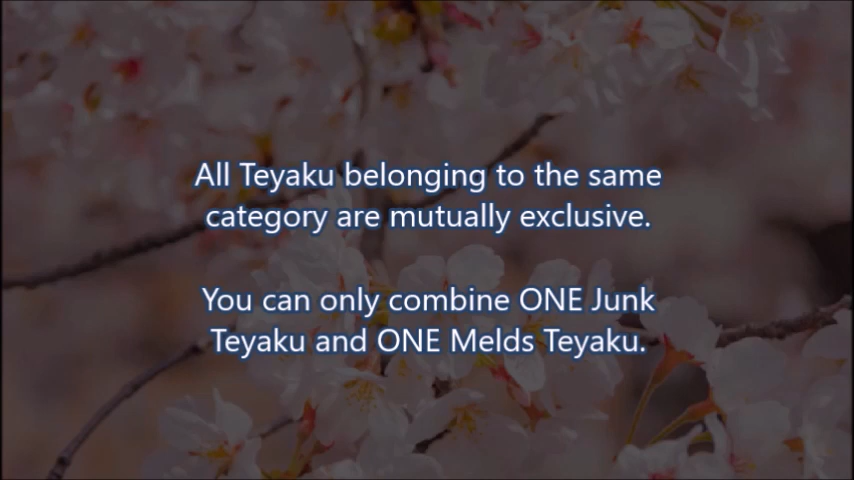 All Teyaku belonging to the same
category are mutually exclusive.
You can only combine ONE Junk
Teyaku and ONE Melds Teyaku.